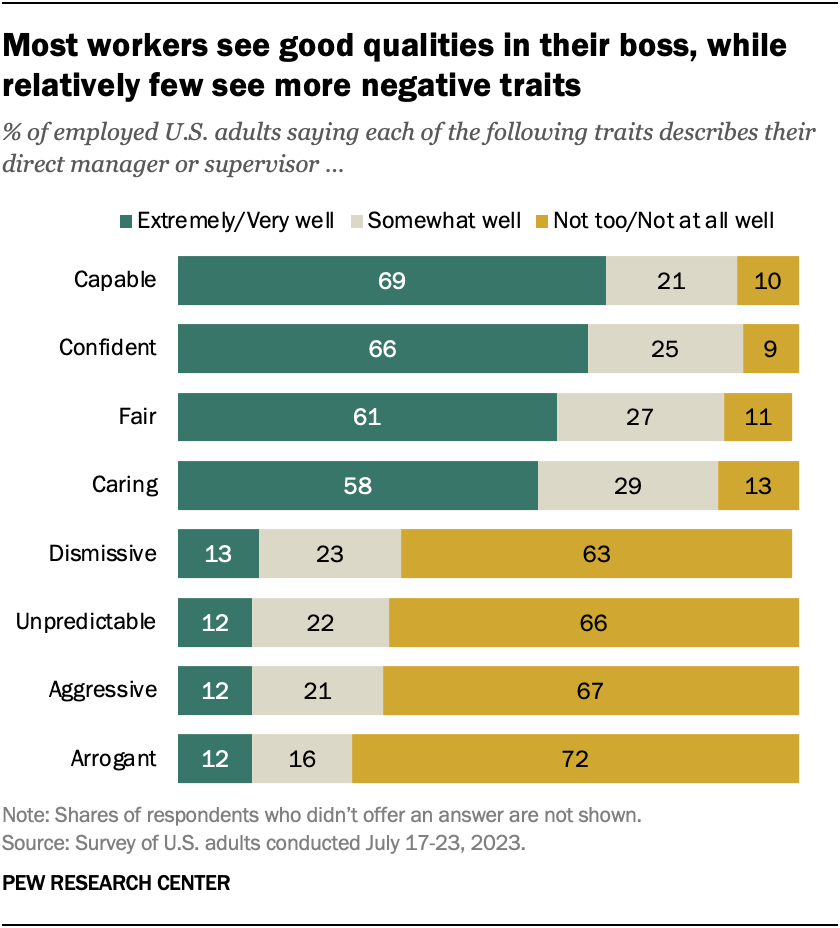 Most workers see good qualities in their boss, while
relatively few see more negative traits
% of employed U.S. adults saying each of the following traits describes their
direct manager or supervisor ...
Extremely/Very well Somewhat well Not too/Not at all well
Capable 69 21 10
Confident 66 25 9
Fair 61 27 11
Caring 58 29 13
Dismissive 13 23 63
Unpredictable 12 22 66
Aggressive 12 21 67
Arrogant 12 16 72
Note: Shares of respondents who didn’t offer an answer are not shown.
Source: Survey of U.S. adults conducted July 17-23, 2023.
PEW RESEARCH CENTER